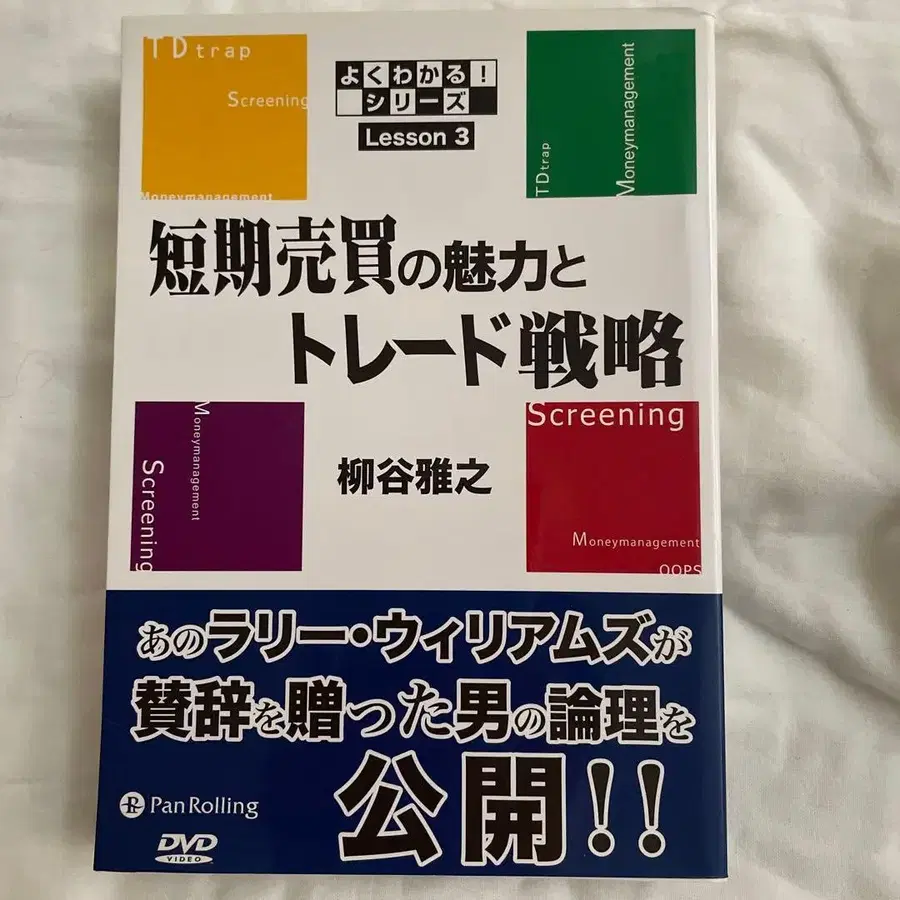 TDtrap
Screening
Moneymanagement
よくわかる!
シリーズ
Lesson 3
TDtrap
Moneymanagement
短期売買の魅力と
トレード戦略
Moneymanagement
Screening
柳谷雅之
Screening
Moneymanagement
OOPS
あのラリー・ウィリアムズが
賛辞を贈った男の論理を
公開!!
PanRolling
DVD
VIDEO